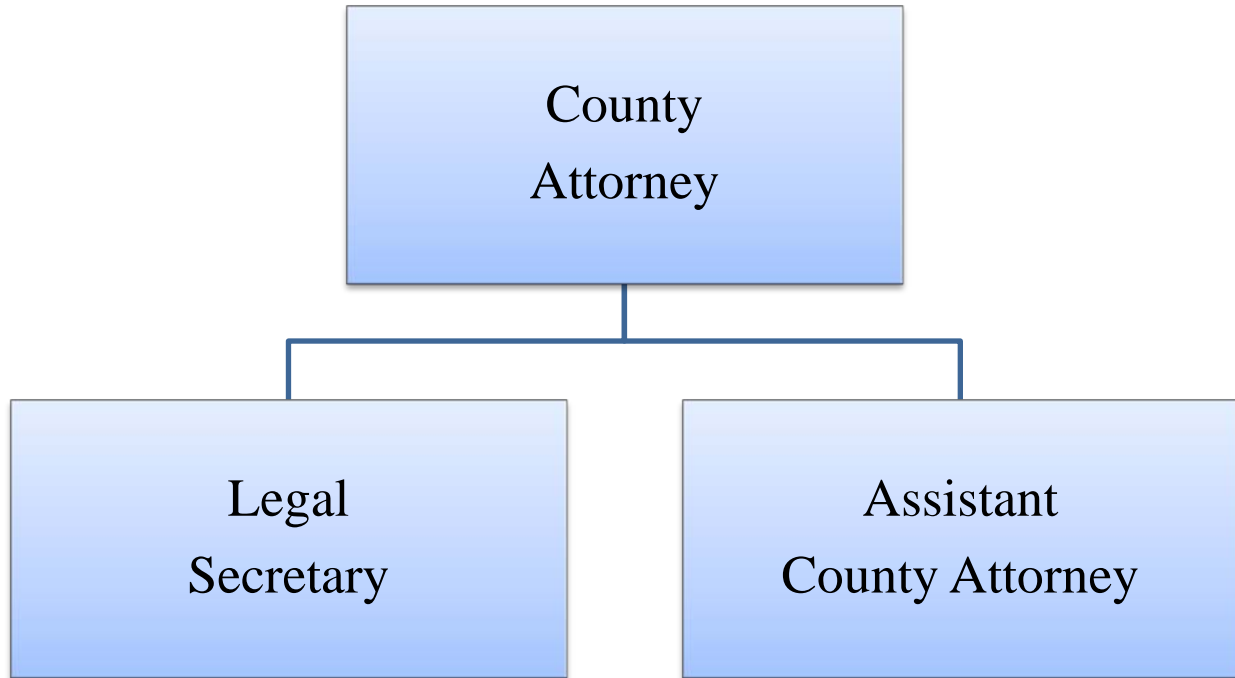 County
Attorney
Legal
Secretary
Assistant
County Attorney